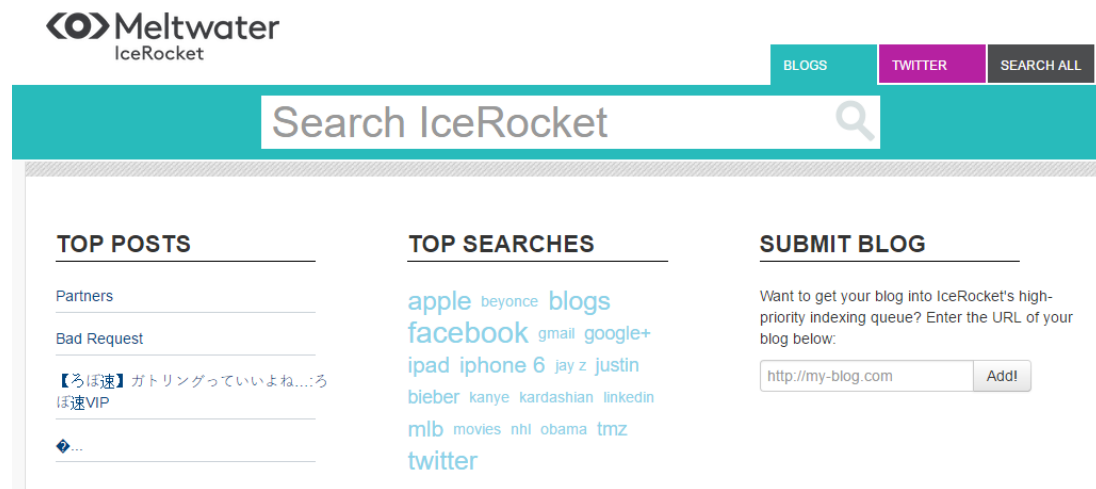 Meltwater
IceRocket
BLOGS TWITTER SEARCH ALL
Search IceRocket
TOP POSTS
Partners
Bad Request
【ろぼ速】ガトリングっていいよね...:ろ
ぼ速VIP
�...
TOP SEARCHES
apple beyonce blogs
facebook gmail google+
ipad iphone 6 jay z justin
bieber kanye kardashian linkedin
mlb movies nhl obama tmz
twitter
SUBMIT BLOG
Want to get your blog into IceRocket's high-
priority indexing queue? Enter the URL of your
blog below:
http://my-blog.com Add!